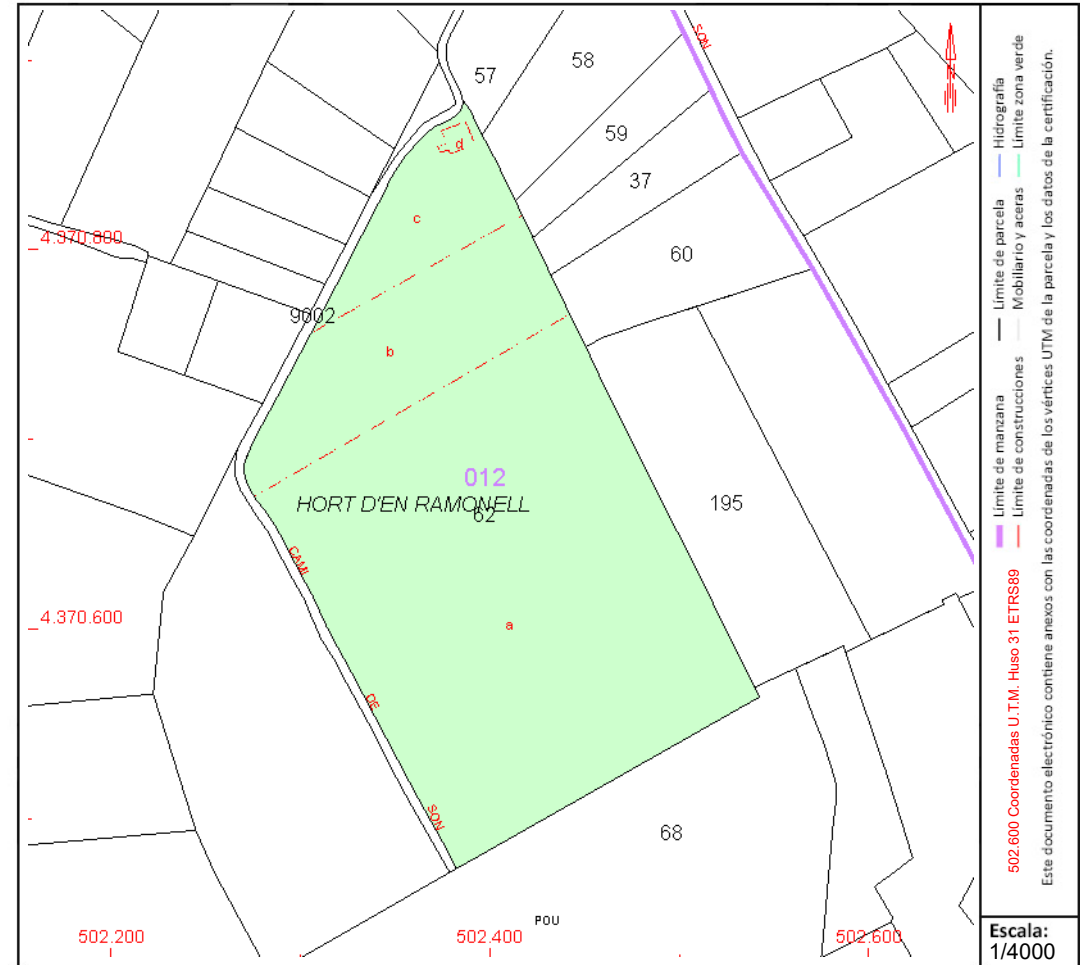 57
58
SON
59
37
d
c
4.370.800
60
9002
b
012
HORT D'EN RAMONELL
62
195
CAMI
4.370.600
a
DE
SON
68
POU
502.200
502.400
502.600
Hidrografía
Límite zona verde
Límite de parcela
Mobiliario y aceras
Límite de manzana
Límite de construcciones
502.600 Coordenadas U.T.M. Huso 31 ETRS89
Este documento electrónico contiene anexos con las coordenadas de los vértices UTM de la parcela y los datos de la certificación.
Escala:
1/4000